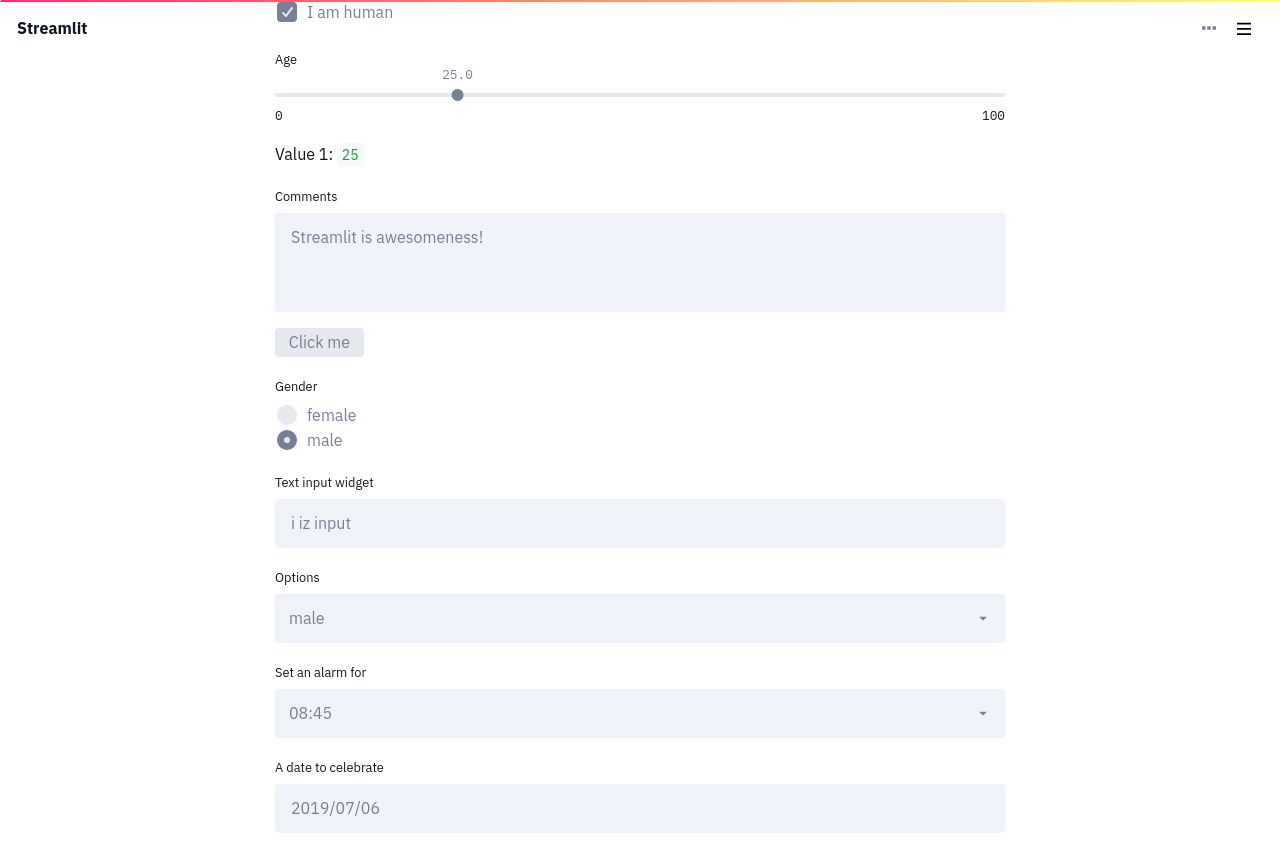 I am human
Streamlit
Age
25.0
0 100
Value 1: 25
Comments
Streamlit is awesomeness!
Click me
Gender
female
male
Text input widget
i iz input
Options
male
Set an alarm for
08:45
A date to celebrate
2019/07/06